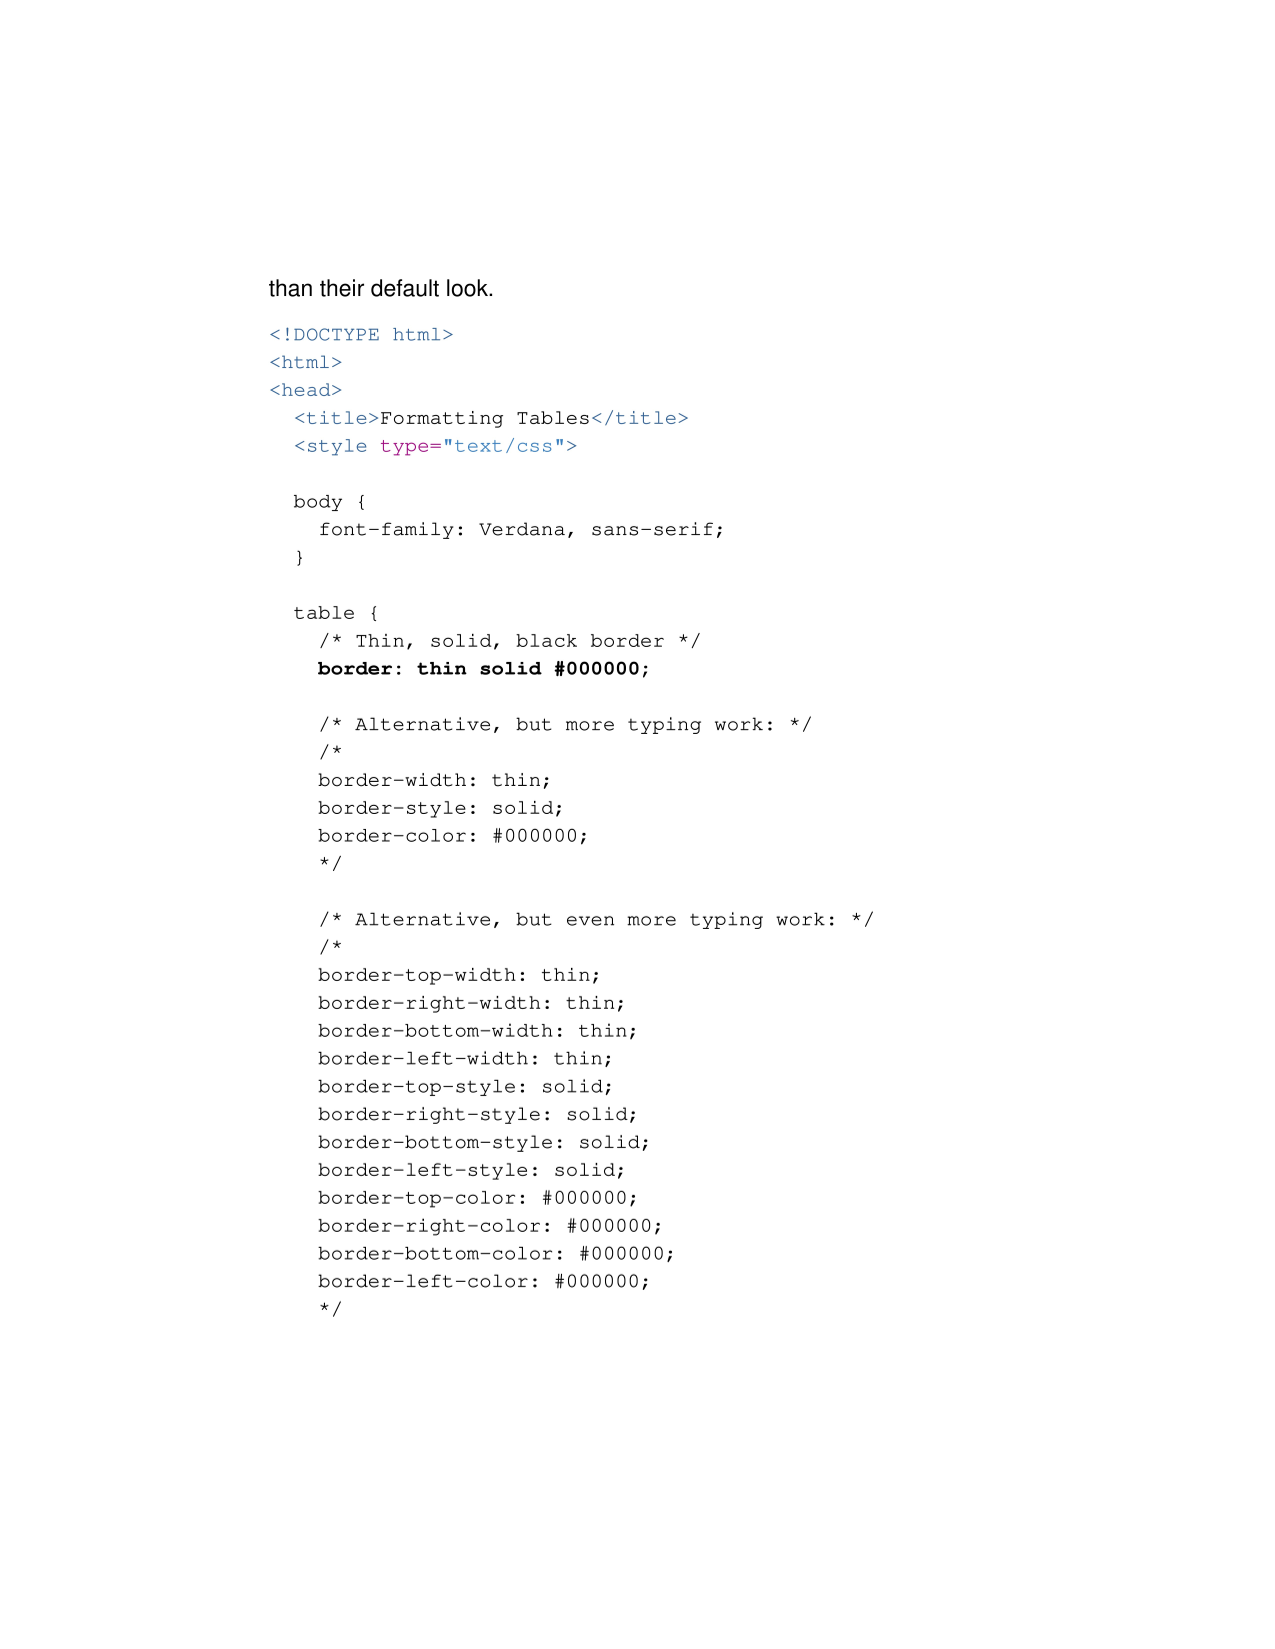 than their default look.
<!DOCTYPE html>
<html>
<head>
  <title>Formatting Tables</title>
  <style type="text/css">

  body {
    font-family: Verdana, sans-serif;
  }

  table {
    /* Thin, solid, black border */
    border: thin solid #000000;

    /* Alternative, but more typing work: */
    /*
    border-width: thin;
    border-style: solid;
    border-color: #000000;
    */

    /* Alternative, but even more typing work: */
    /*
    border-top-width: thin;
    border-right-width: thin;
    border-bottom-width: thin;
    border-left-width: thin;
    border-top-style: solid;
    border-right-style: solid;
    border-bottom-style: solid;
    border-left-style: solid;
    border-top-color: #000000;
    border-right-color: #000000;
    border-bottom-color: #000000;
    border-left-color: #000000;
    */